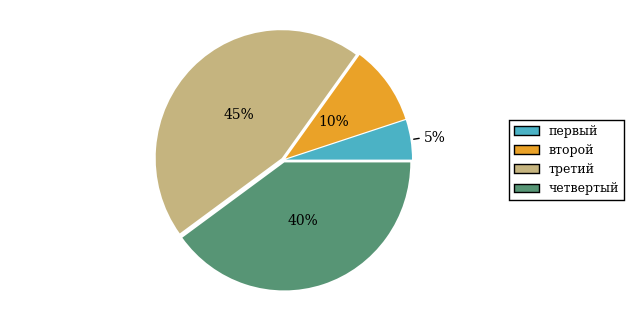 45%
10%
5%
40%
первый
второй
третий
четвертый